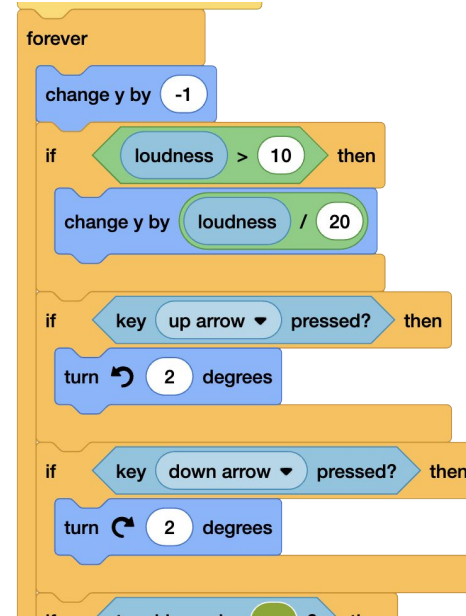 forever
change y by -1
if loudness > 10 then
change y by loudness / 20
if key up arrow pressed? then
turn 2 degrees
if key down arrow pressed? then
turn 2 degrees